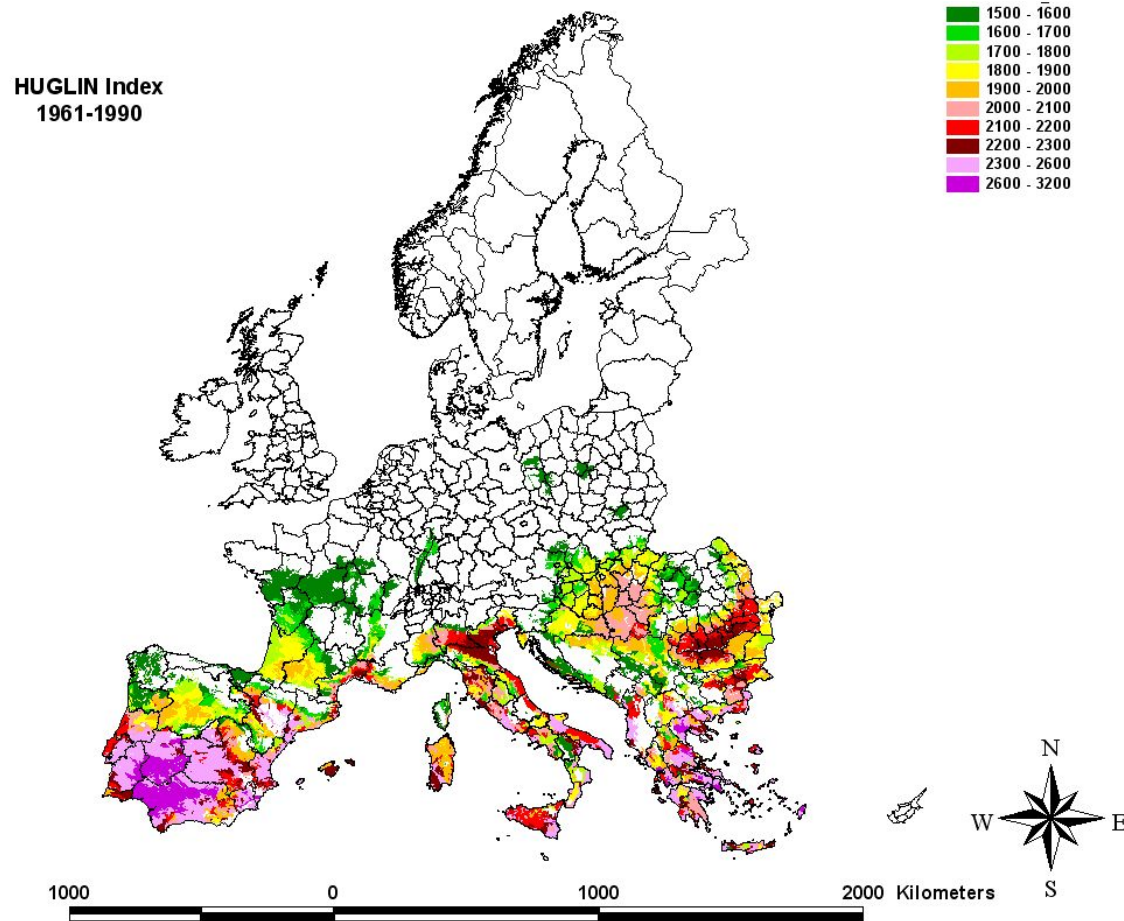 HUGLIN Index
1961-1990
1500 - 1600
1600 - 1700
1700 - 1800
1800 - 1900
1900 - 2000
2000 - 2100
2100 - 2200
2200 - 2300
2300 - 2600
2600 - 3200
N
W E
S
1000 0 1000 2000 Kilometers